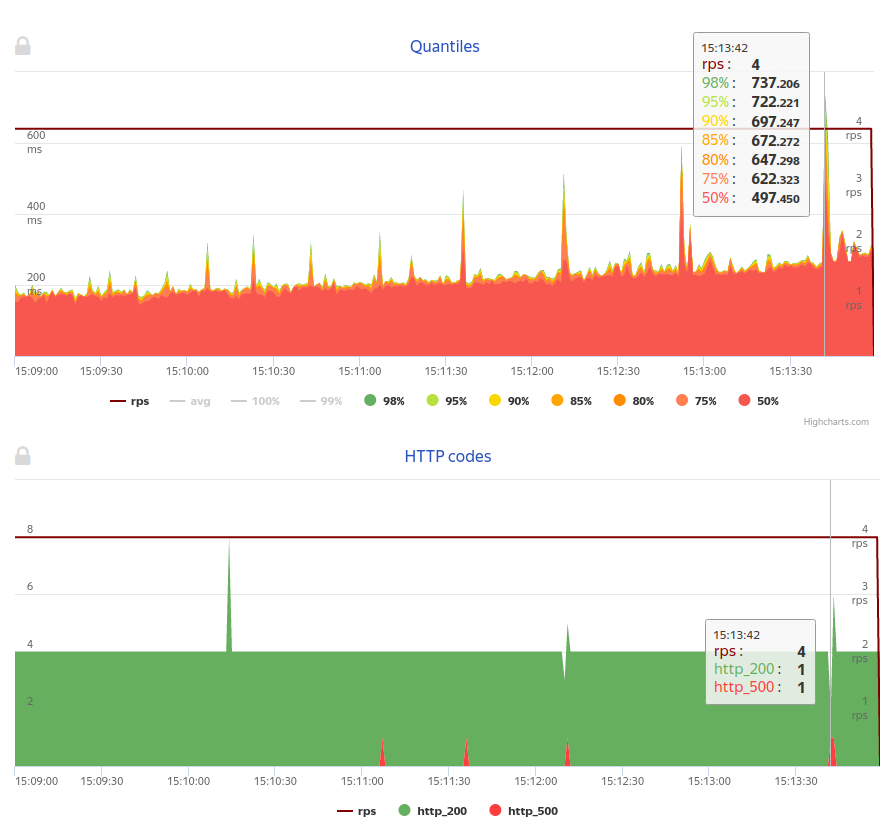 Quantiles
15:13:42
rps: 4
98%: 737.206
95%: 722.221
90%: 697.247
85%: 672.272
80%: 647.298
75%: 622.323
50%: 497.450
600
ms
400
ms
200
ms
4
rps
3
rps
2
rps
1
rps
15:09:00 15:09:30 15:10:00 15:10:30 15:11:00 15:11:30 15:12:00 15:12:30 15:13:00 15:13:30
rps avg 100% 99% 98% 95% 90% 85% 80% 75% 50%
Highcharts.com
HTTP codes
8
6
4
2
4
rps
3
rps
2
rps
1
rps
15:13:42
rps: 4
http_200: 1
http_500: 1
15:09:00 15:09:30 15:10:00 15:10:30 15:11:00 15:11:30 15:12:00 15:12:30 15:13:00 15:13:30
rps http_200 http_500